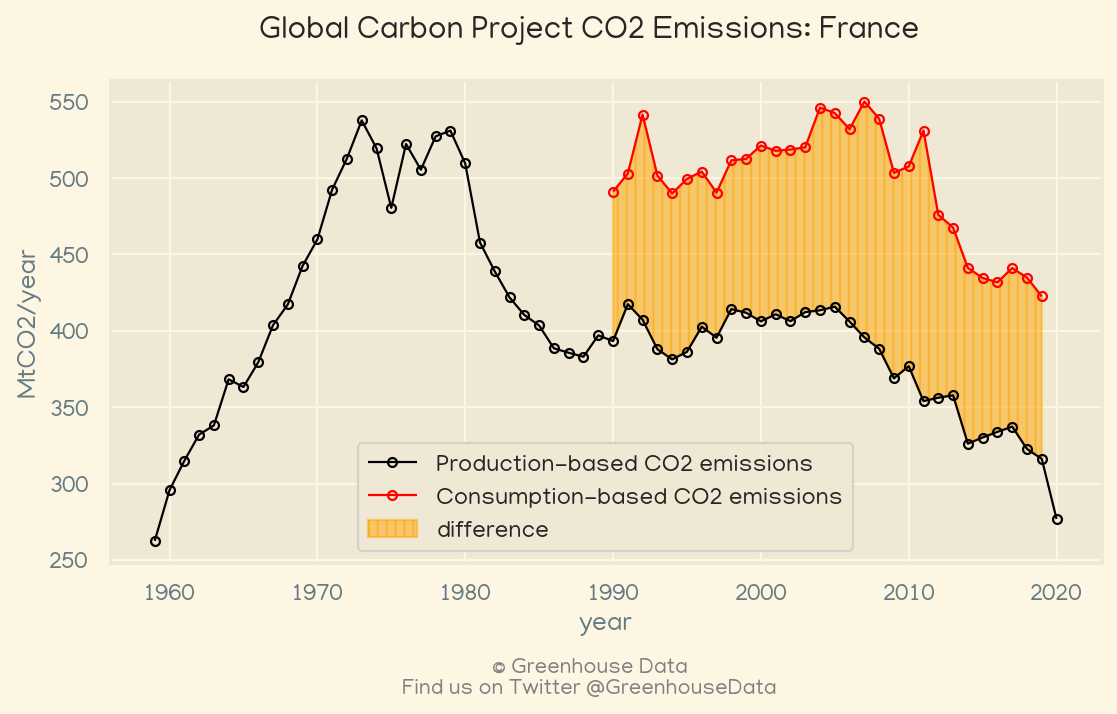 Global Carbon Project CO2 Emissions: France
550
500
450
400
350
300
250
MtCO2/year
Production-based CO2 emissions
Consumption-based CO2 emissions
difference
1960 1970 1980 1990 2000 2010 2020
year
© Greenhouse Data
Find us on Twitter @GreenhouseData